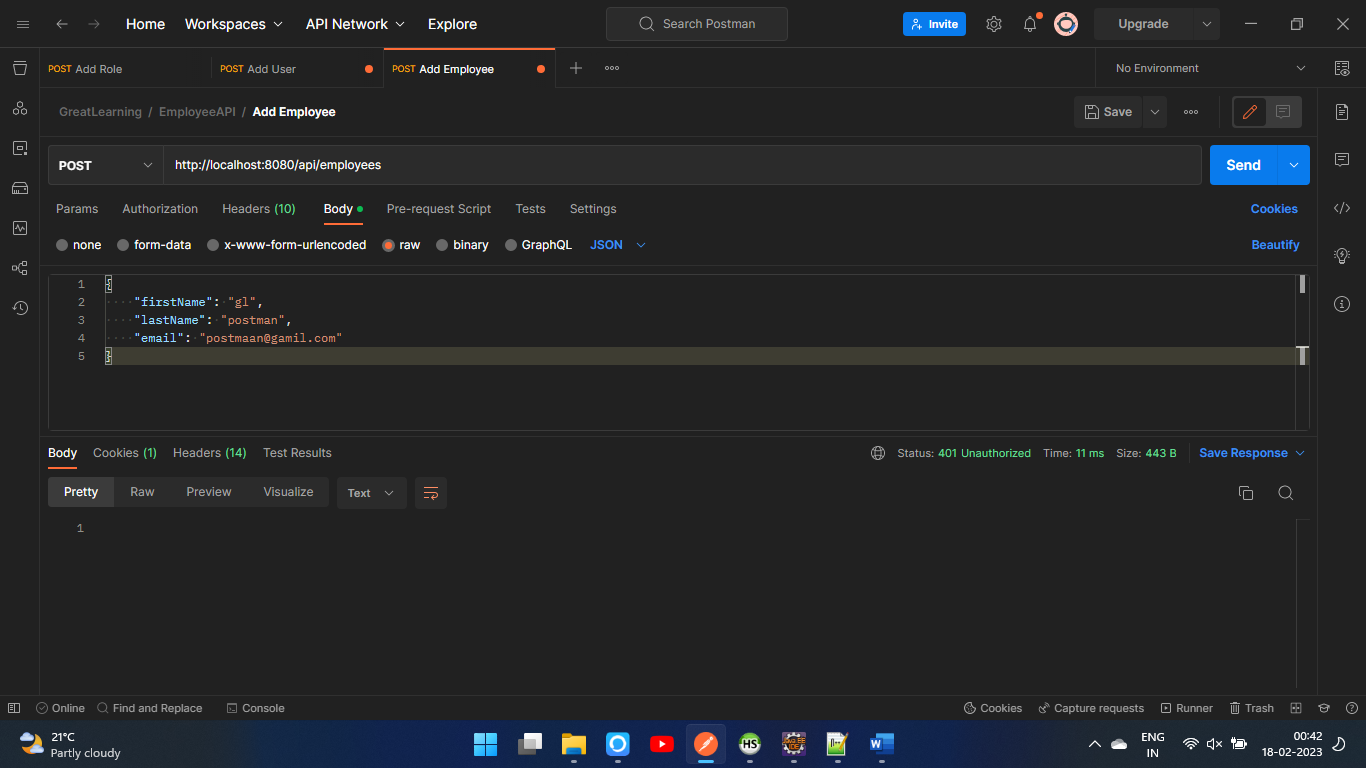 Home Workspaces API Network Explore Search Postman Invite Upgrade
POST Add Role POST Add User POST Add Employee No Environment
GreatLearning / EmployeeAPI / Add Employee Save
POST http://localhost:8080/api/employees Send
Params Authorization Headers (10) Body Pre-request Script Tests Settings Cookies
none form-data x-www-form-urlencoded raw binary GraphQL JSON Beautify
1 {
2 "firstName": "gl",
3 "lastName": "postman",
4 "email": "postmaan@gamil.com"
5 }
Body Cookies (1) Headers (14) Test Results Status: 401 Unauthorized Time: 11 ms Size: 443 B Save Response
Pretty Raw Preview Visualize Text
1
Online Find and Replace Console Cookies Capture requests Runner Trash
21°C
Partly cloudy
HS
JAVA EE
IDE
W
ENG
IN
00:42
18-02-2023